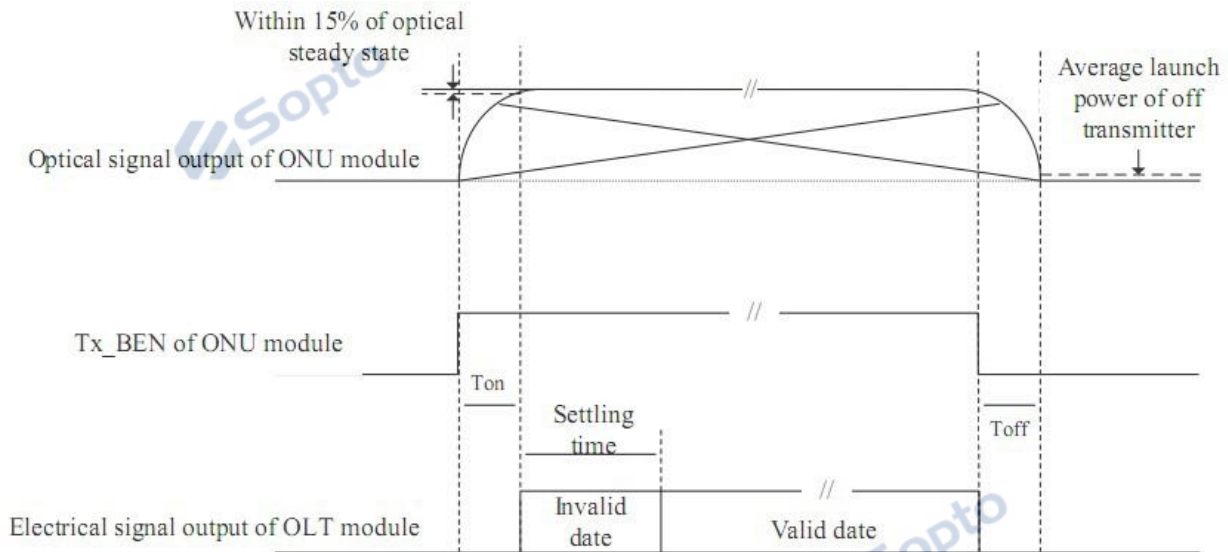 Within 15% of optical
steady state
Average launch
power of off
transmitter
Sopto
Optical signal output of ONU module
//
Tx_BEN of ONU module
//
Ton
Toff
Settling
time
Electrical signal output of OLT module
Invalid
date
//
Valid date
Sopto